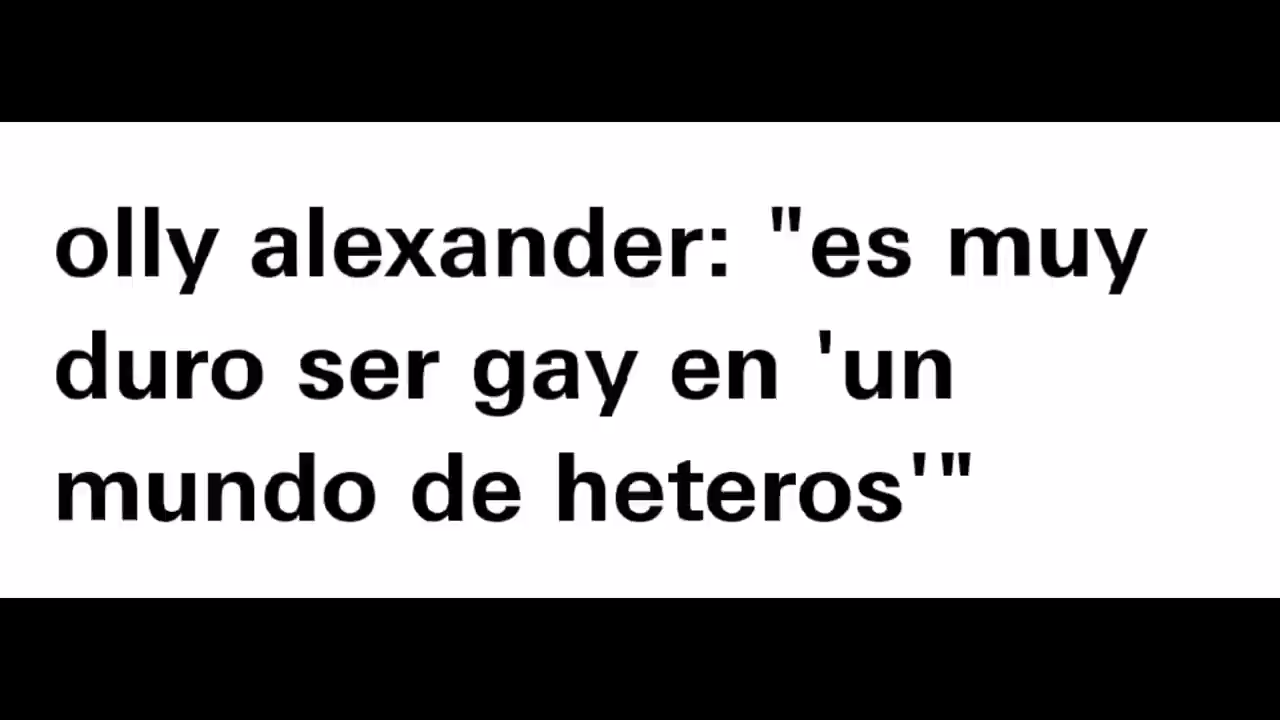 olly alexander: "es muy
duro ser gay en 'un
mundo de heteros'"